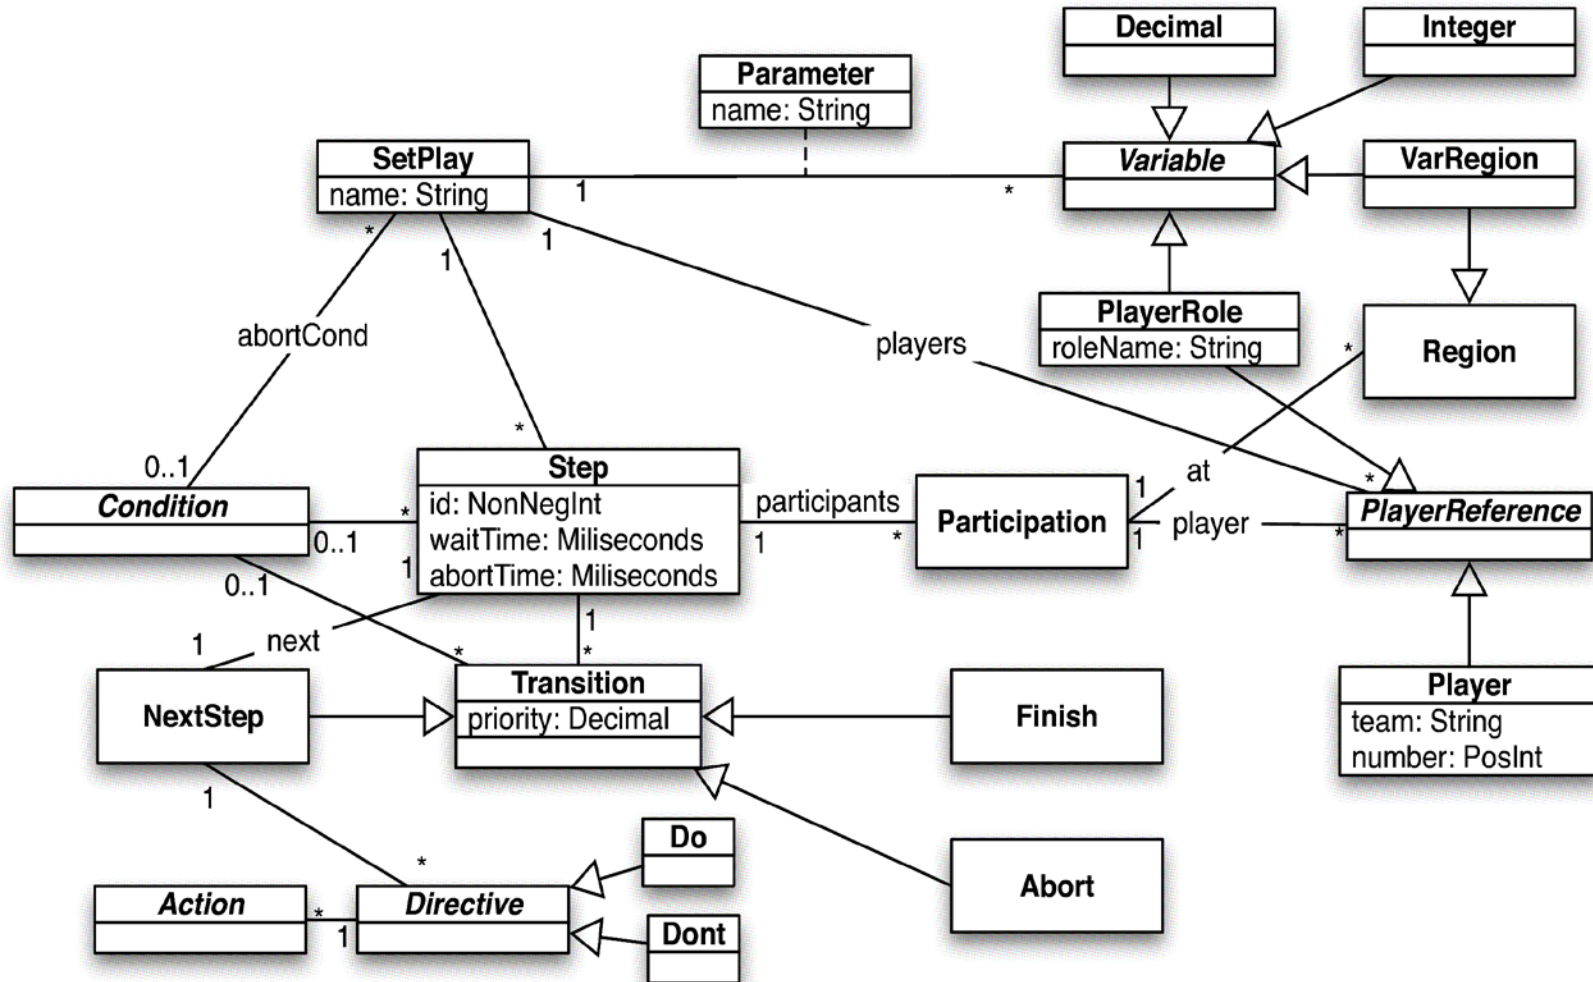 Decimal
Integer
Parameter
name: String
SetPlay
name: String
1
*
Variable
VarRegion
*
1
1
abortCond
players
PlayerRole
roleName: String
*
Region
0..1
*
Step
id: NonNegInt
waitTime: Miliseconds
abortTime: Miliseconds
Condition
*
0..1
1
0..1
participants
1
*
Participation
1
at
1
player
*
*
PlayerReference
1
next
1
*
*
NextStep
Transition
priority: Decimal
Finish
Player
team: String
number: PosInt
1
*
Do
Abort
Action
*
1
Directive
Dont